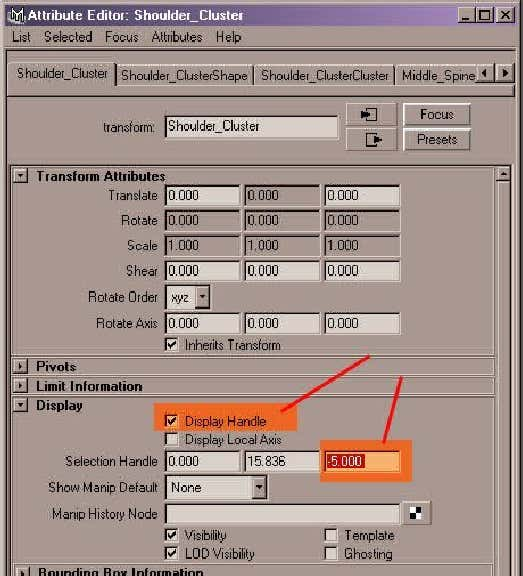 Attribute Editor: Shoulder_Cluster
List Selected Focus Attributes Help
Shoulder_Cluster Shoulder_ClusterShape Shoulder_ClusterCluster Middle_Spine
transform: Shoulder_Cluster Focus
Presets
Transform Attributes
Translate 0.000 0.000 0.000
Rotate 0.000 0.000 0.000
Scale 1.000 1.000 1.000
Shear 0.000 0.000 0.000
Rotate Order xyz
Rotate Axis 0.000 0.000 0.000
Inherits Transform
Pivots
Limit Information
Display
Display Handle
Display Local Axis
Selection Handle 0.000 15.836 -5.000
Show Manip Default None
Manip History Node
Visibility Template
LOD Visibility Ghosting
Bounding Box Information